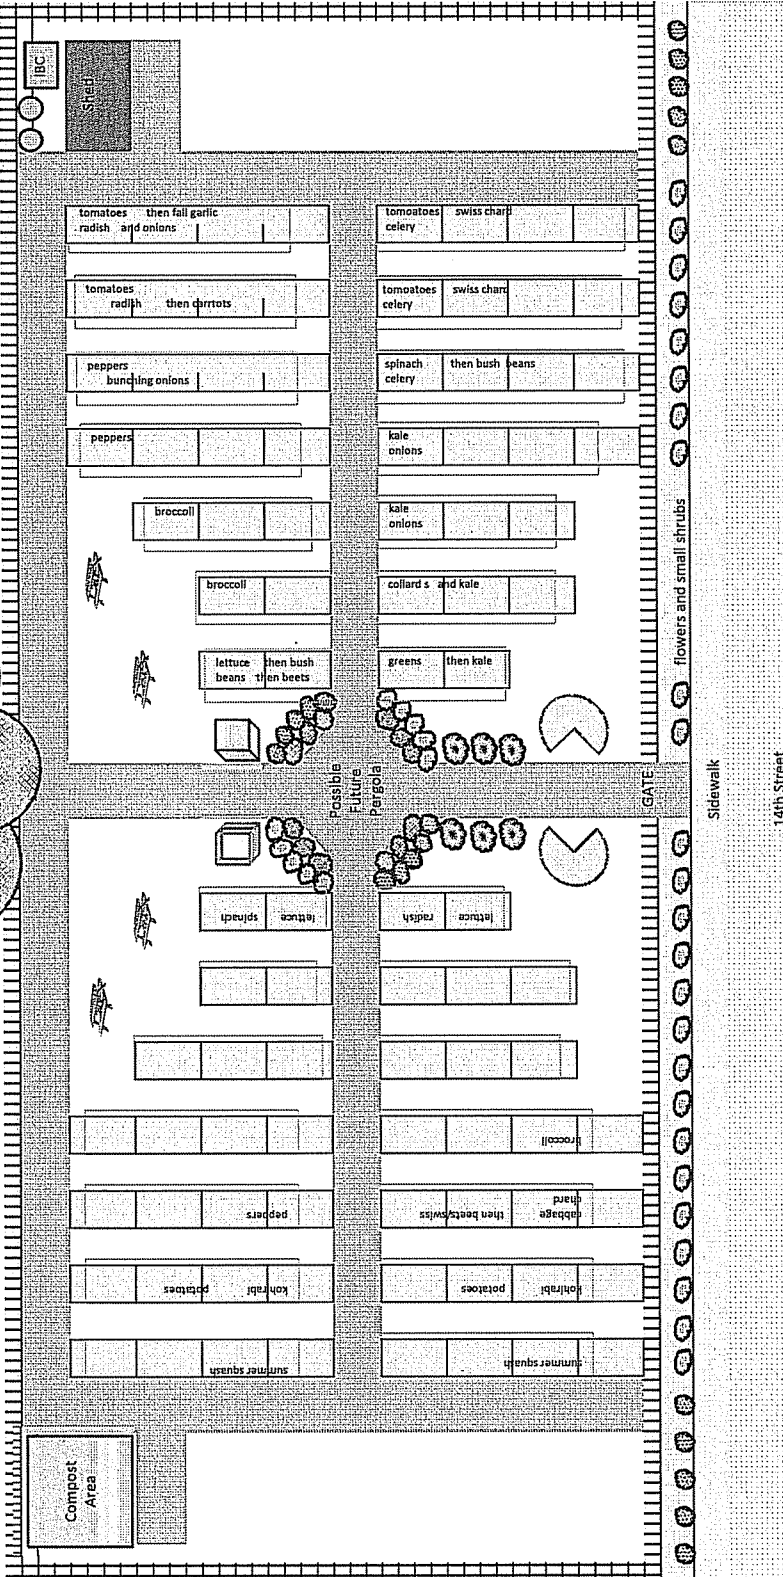 IBC
Shed
tomatoes then fall garlic
radish and onions
tomoatoes swiss chard
celery
tomatoes
radish then carrtots
tomoatoes swiss chard
celery
peppers
bunching onions
spinach then bush beans
celery
peppers
kale
onions
broccoli
kale
onions
broccoli
collard s and kale
lettuce then bush
beans then beets
greens then kale
flowers and small shrubs
Possible
Future
Pergola
GATE
Sidewalk
14th Street
lettuce spinach
lettuce radish
broccoli
peppers
cabbage then beets/swiss
chard
kohlrabi potatoes
kohlrabi potatoes
summer squash
summer squash
Compost
Area